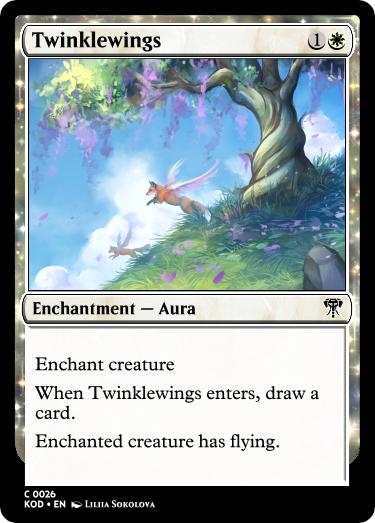 Twinklewings 1
Enchantment — Aura
Enchant creature
When Twinklewings enters, draw a
card.
Enchanted creature has flying.
C 0026
KOD • EN Liliia Sokolova